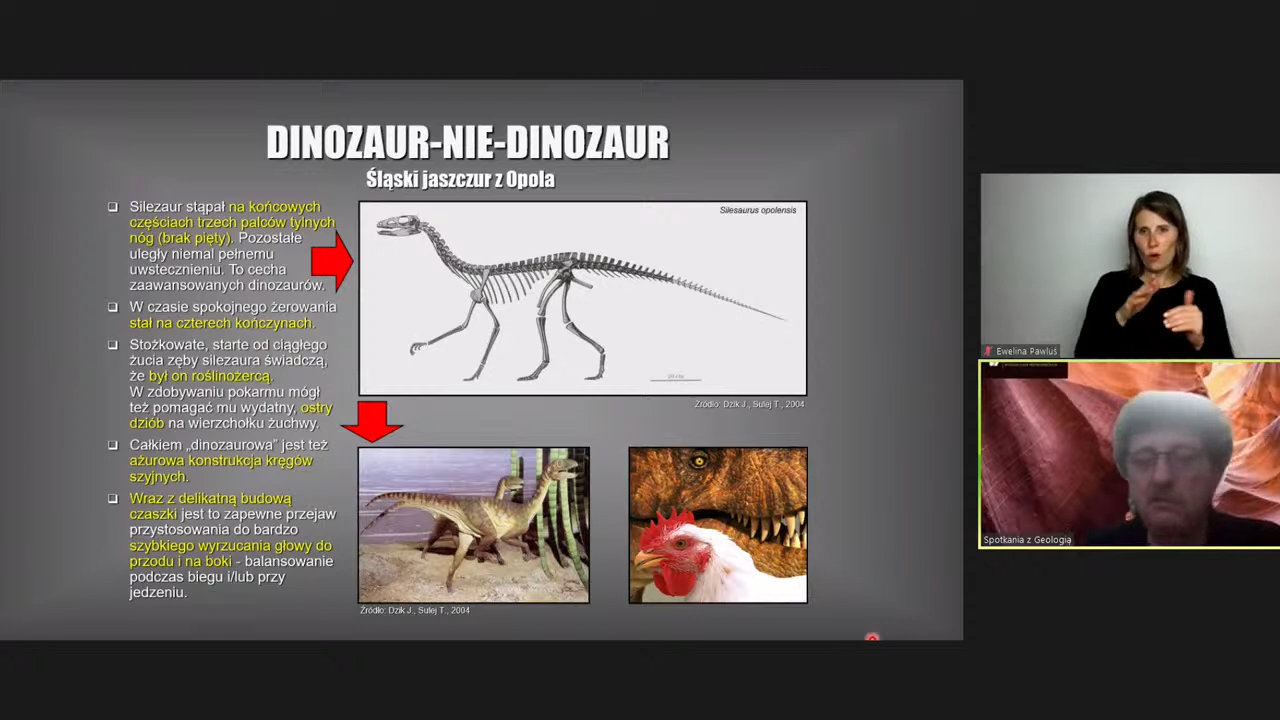 DINOZAUR-NIE-DINOZAUR
Śląski jaszczur z Opola
❑ Silezaur stąpał na końcowych
częściach trzech palców tylnych
nóg (brak pięty). Pozostałe
uległy niemal pełnemu
uwstecznieniu. To cecha
zaawansowanych dinozaurów.
❑ W czasie spokojnego żerowania
stał na czterech kończynach.
❑ Stożkowate, starte od ciągłego
żucia zęby silezaura świadczą,
że był on roślinożercą.
W zdobywaniu pokarmu mógł
też pomagać mu wydatny, ostry
dziób na wierzchołku żuchwy.
❑ Całkiem „dinozaurowa” jest też
ażurowa konstrukcja kręgów
szyjnych.
❑ Wraz z delikatną budową
czaszki jest to zapewne przejaw
przystosowania do bardzo
szybkiego wyrzucania głowy do
przodu i na boki - balansowanie
podczas biegu i/lub przy
jedzeniu.
Silesaurus opolensis
Źródło: Dzik J., Sulej T., 2004
Źródło: Dzik J., Sulej T., 2004
Ewelina Pawluś
Spotkania z Geologią